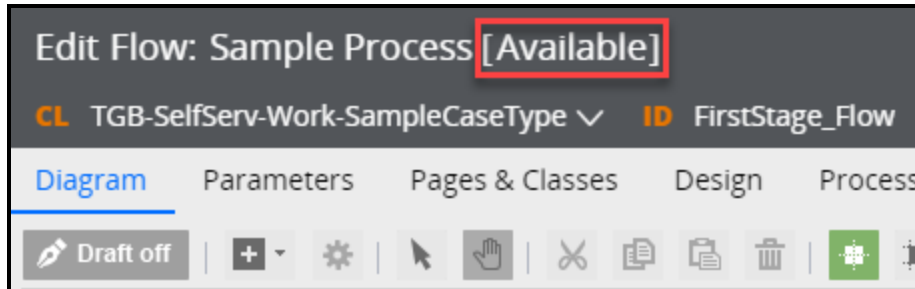 Edit Flow: Sample Process [Available]
CL TGB-SelfServ-Work-SampleCaseType ID FirstStage_Flow
Diagram Parameters Pages & Classes Design Process
Draft off